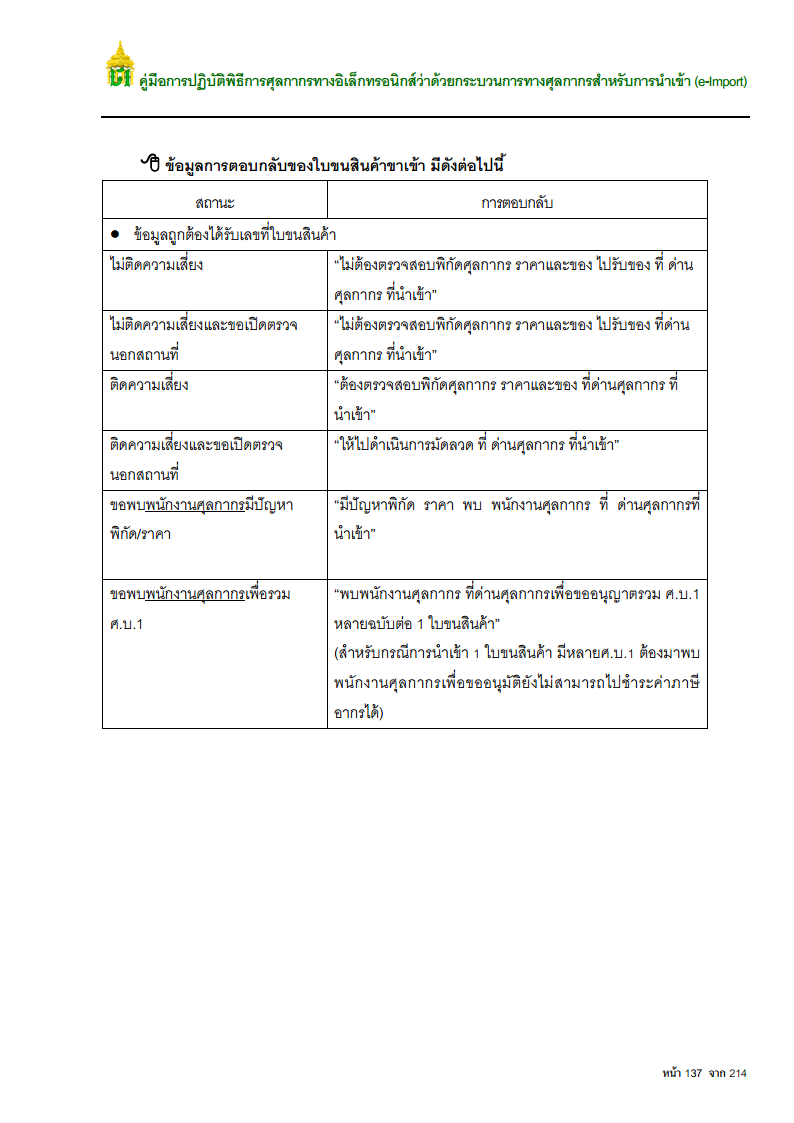 คู่มือการปฏิบัติพิธีการศุลกากรทางอิเล็กทรอนิกส์ว่าด้วยกระบวนการทางศุลกากรสำหรับการนำเข้า (e-Import)
ข้อมูลการตอบกลับของใบขนสินค้าขาเข้า มีดังต่อไปนี้
สถานะ
การตอบกลับ
● ข้อมูลถูกต้องได้รับเลขที่ใบขนสินค้า
ไม่ติดความเสี่ยง
“ไม่ต้องตรวจสอบพิกัดศุลกากร ราคาและของ ไปรับของ ที่ ด่าน
ศุลกากร ที่นำเข้า”
ไม่ติดความเสี่ยงและขอเปิดตรวจ
นอกสถานที่
“ไม่ต้องตรวจสอบพิกัดศุลกากร ราคาและของ ไปรับของ ที่ด่าน
ศุลกากร ที่นำเข้า”
ติดความเสี่ยง
“ต้องตรวจสอบพิกัดศุลกากร ราคาและของ ที่ด่านศุลกากร ที่
นำเข้า”
ติดความเสี่ยงและขอเปิดตรวจ
นอกสถานที่
“ให้ไปดำเนินการมัดลวด ที่ ด่านศุลกากร ที่นำเข้า”
ขอพบพนักงานศุลกากรมีปัญหา
พิกัด/ราคา
“มีปัญหาพิกัด ราคา พบ พนักงานศุลกากร ที่ ด่านศุลกากรที่
นำเข้า”
ขอพบพนักงานศุลกากรเพื่อรวม
ศ.บ.1
“พบพนักงานศุลกากร ที่ด่านศุลกากรเพื่อขออนุญาตรวม ศ.บ.1
หลายฉบับต่อ 1 ใบขนสินค้า”
(สำหรับกรณีการนำเข้า 1 ใบขนสินค้า มีหลายศ.บ.1 ต้องมาพบ
พนักงานศุลกากรเพื่อขออนุมัติยังไม่สามารถไปชำระค่าภาษี
อากรได้)
หน้า 137 จาก 214